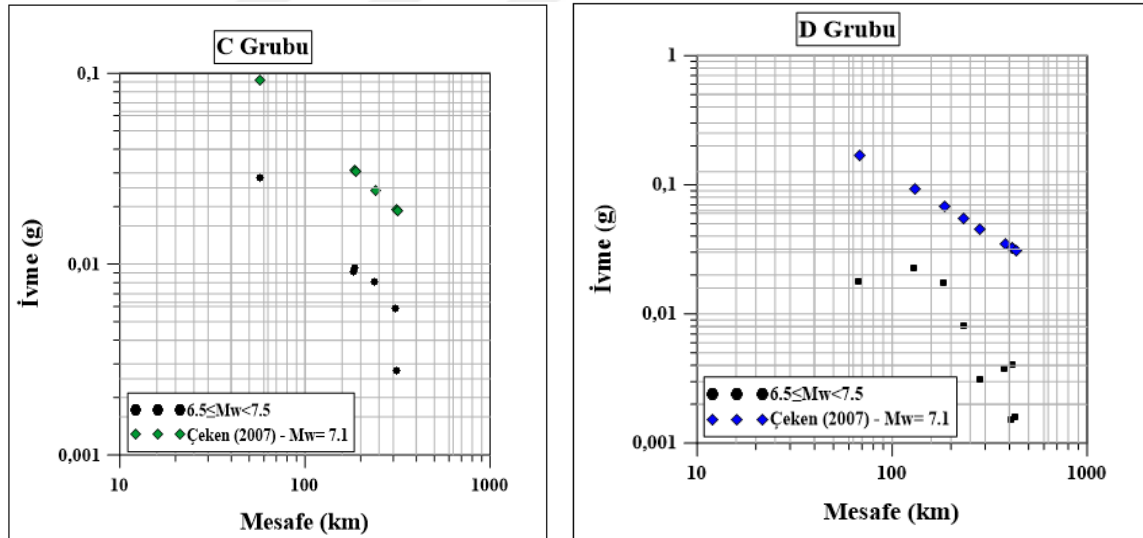 C Grubu
0,1
0,01
0,001
10
100
1000
İvme (g)
Mesafe (km)
6.5≤Mw<7.5
Çeken (2007) - Mw= 7.1
D Grubu
1
0,1
0,01
0,001
10
100
1000
İvme (g)
Mesafe (km)
6.5≤Mw<7.5
Çeken (2007) - Mw= 7.1